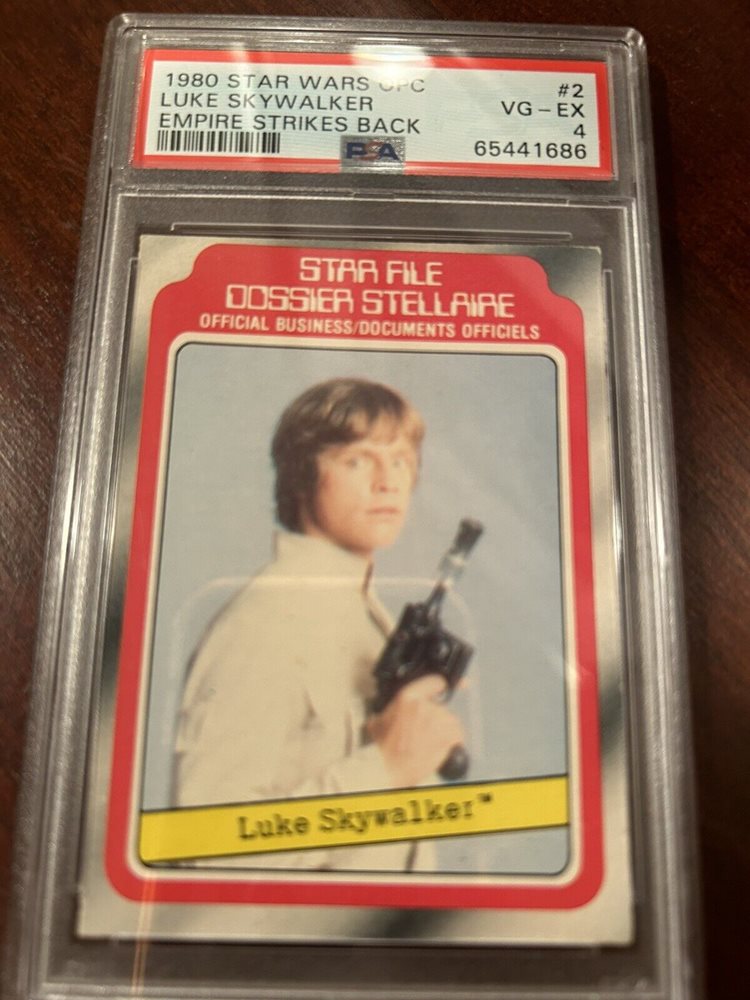 1980 STAR WARS OPC
#2
LUKE SKYWALKER
VG-EX
EMPIRE STRIKES BACK
4
PSA
65441686
STAR FILE
DOSSIER STELLAIRE
OFFICIAL BUSINESS/DOCUMENTS OFFICIELS
Luke Skywalker™